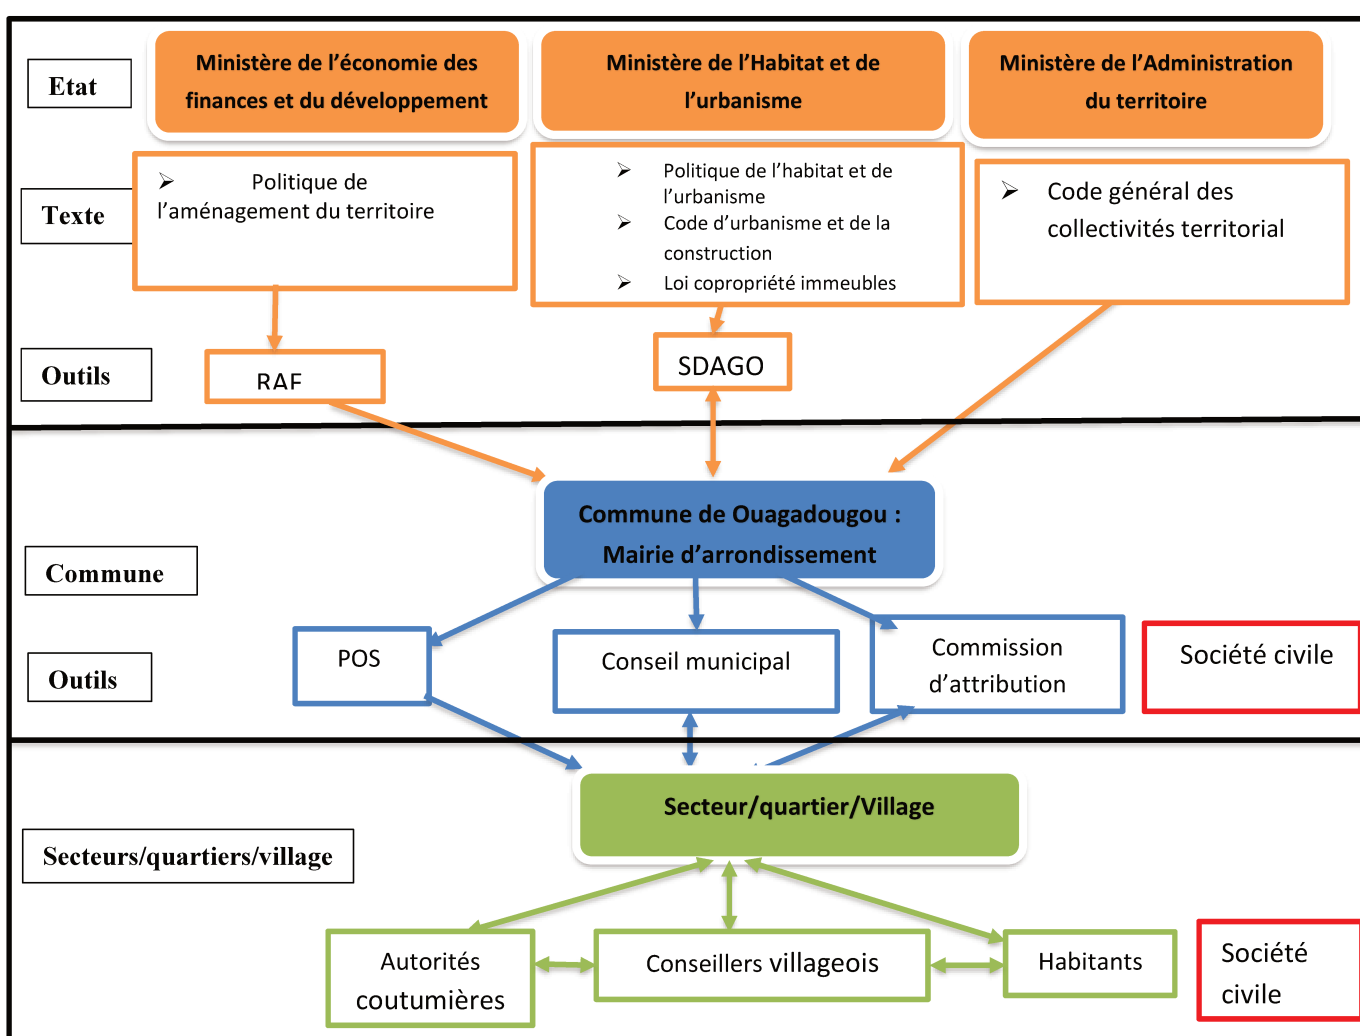 Etat
Ministère de l’économie des
finances et du développement
Ministère de l’Habitat et de
l’urbanisme
Ministère de l’Administration
du territoire
Texte
➢ Politique de
l’aménagement du territoire
➢ Politique de l’habitat et de
l’urbanisme
➢ Code d’urbanisme et de la
construction
➢ Loi copropriété immeubles
➢ Code général des
collectivités territorial
Outils
RAF
SDAGO
Commune de Ouagadougou :
Mairie d’arrondissement
Commune
Outils
POS
Conseil municipal
Commission
d’attribution
Société civile
Secteur/quartier/Village
Secteurs/quartiers/village
Autorités
coutumières
Conseillers villageois
Habitants
Société
civile